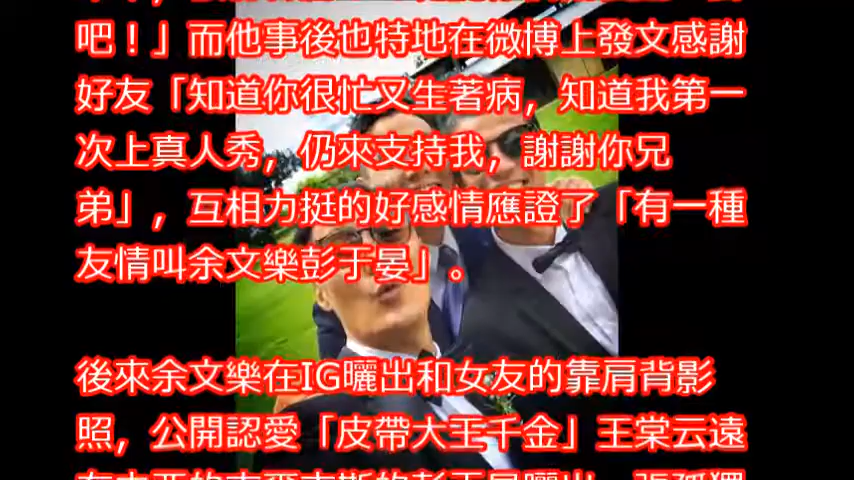 吧！」而他事後也特地在微博上發文感謝
好友「知道你很忙又生著病，知道我第一
次上真人秀，仍來支持我，謝謝你兄
弟」，互相力挺的好感情應證了「有一種
友情叫余文樂彭于晏」。
後來余文樂在IG曬出和女友的靠肩背影
照，公開認愛「皮帶大王千金」王棠云遠